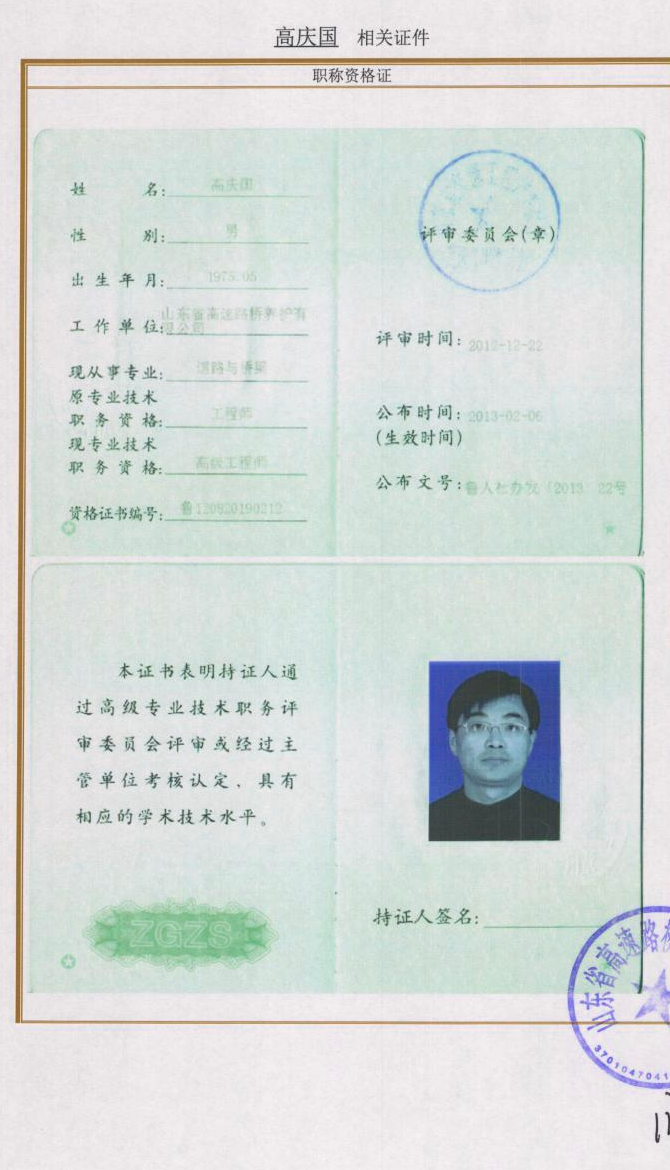 高庆国 相关证件
职称资格证
姓 名: 高庆国
性 别: 男
出生年月: 1975.05
工作单位: 山东省高速路桥养护有
限公司
现从事专业: 道路与桥梁
原专业技术
职务资格: 工程师
现专业技术
职务资格: 高级工程师
资格证书编号: 鲁120820190212
评审委员会(章)
评审时间: 2012-12-22
公布时间: 2013-02-06
(生效时间)
公布文号: 鲁人社办发〔2013 22号
本证书表明持证人通
过高级专业技术职务评
审委员会评审或经过主
管单位考核认定、具有
相应的学术技术水平。
ZGZS
持证人签名:
山东省高速路桥
3701047041